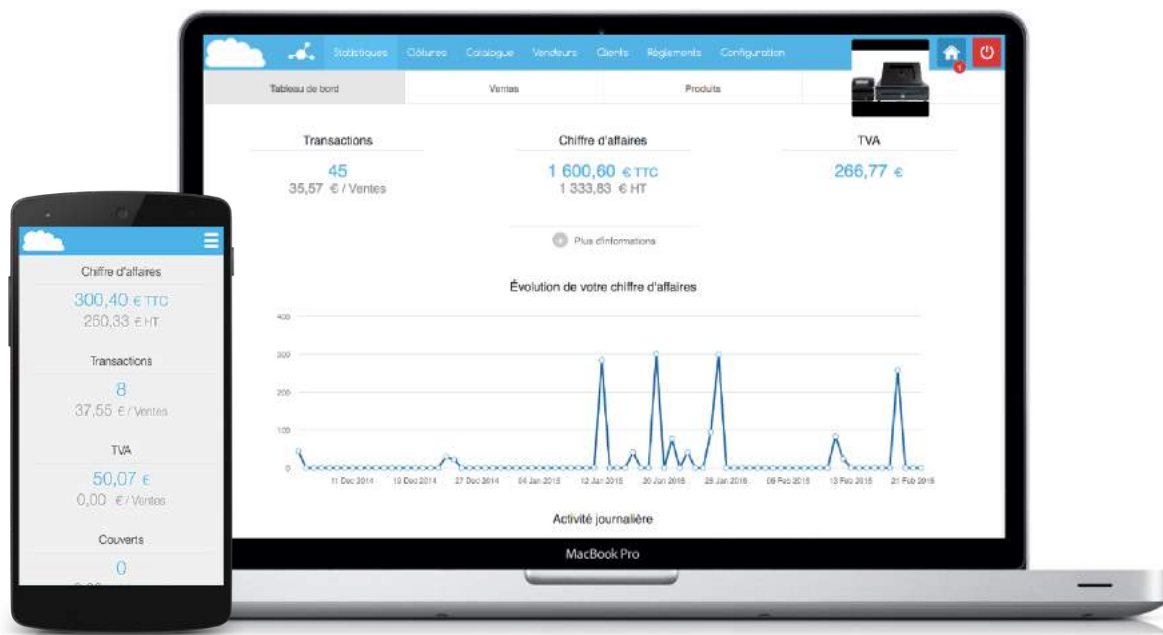 Statistiques Clôtures Catalogue Vendeurs Clients Règlements Configuration
1
Tableau de bord Ventes Produits
Transactions
45
35,57 € / Ventes
Chiffre d'affaires
1 600,60 € TTC
1 333,83 € HT
TVA
266,77 €
Plus d'informations
Évolution de votre chiffre d'affaires
400
300
200
100
0
11 Dec 2014 19 Dec 2014 27 Dec 2014 04 Jan 2015 12 Jan 2015 20 Jan 2015 28 Jan 2015 05 Feb 2015 13 Feb 2015 21 Feb 2015
Activité journalière
MacBook Pro
Chiffre d'affaires
300,40 € TTC
250,33 € HT
Transactions
8
37,55 € / Ventes
TVA
50,07 €
0,00 € / Ventes
Couverts
0